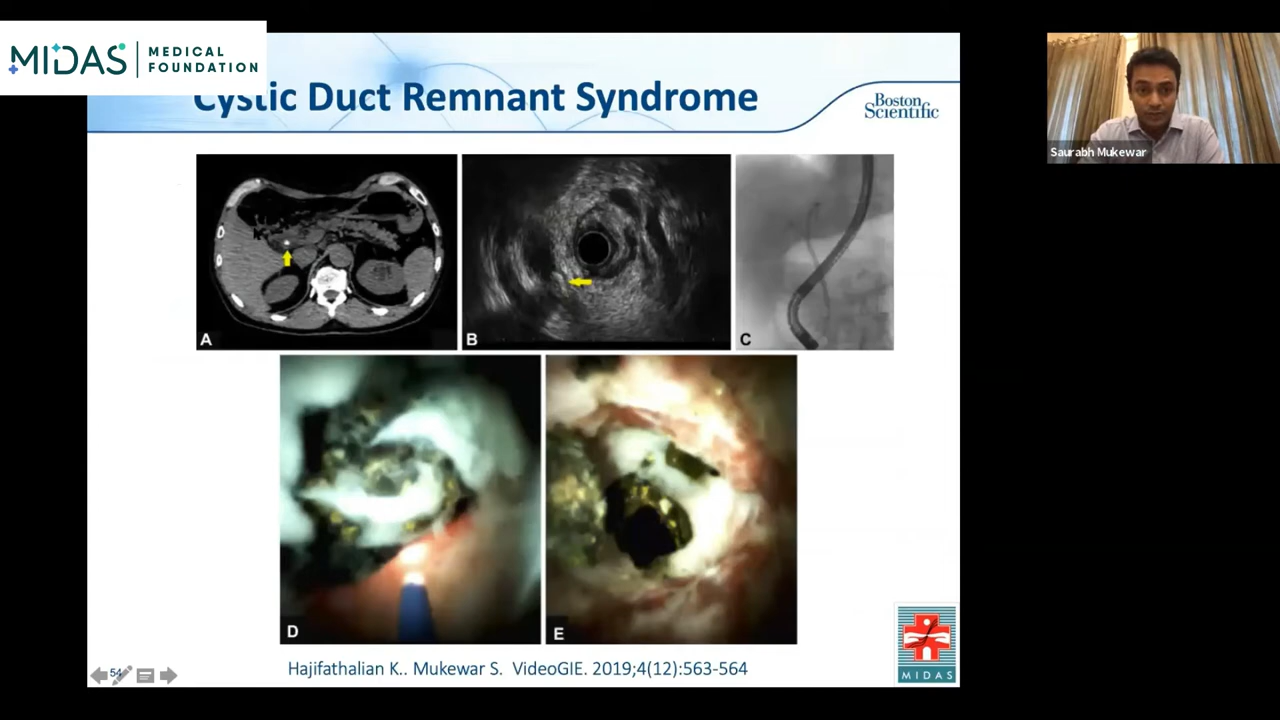 MIDAS MEDICAL
FOUNDATION
Cystic Duct Remnant Syndrome
Boston
Scientific
Saurabh Mukewar
A
B
C
D
E
Hajifathalian K.. Mukewar S. VideoGIE. 2019;4(12):563-564
54
MIDAS